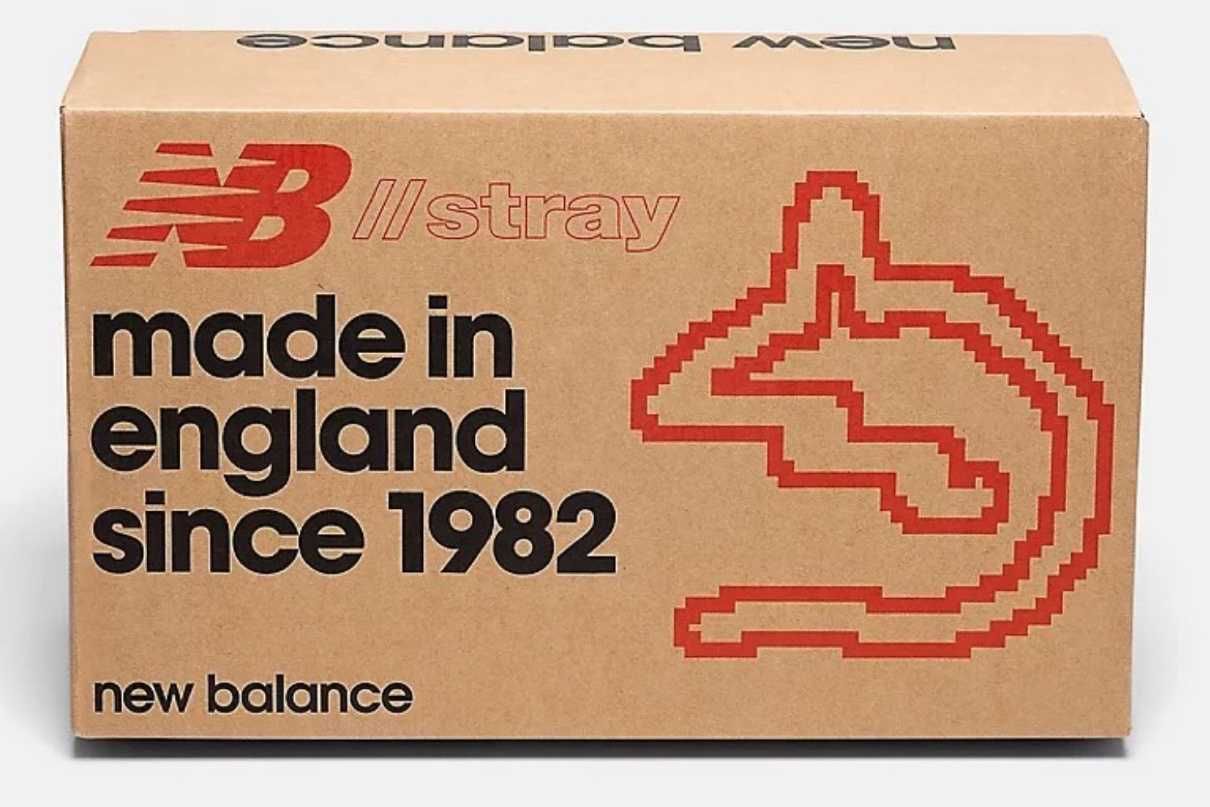 new balance
NB //stray
made in
england
since 1982
new balance